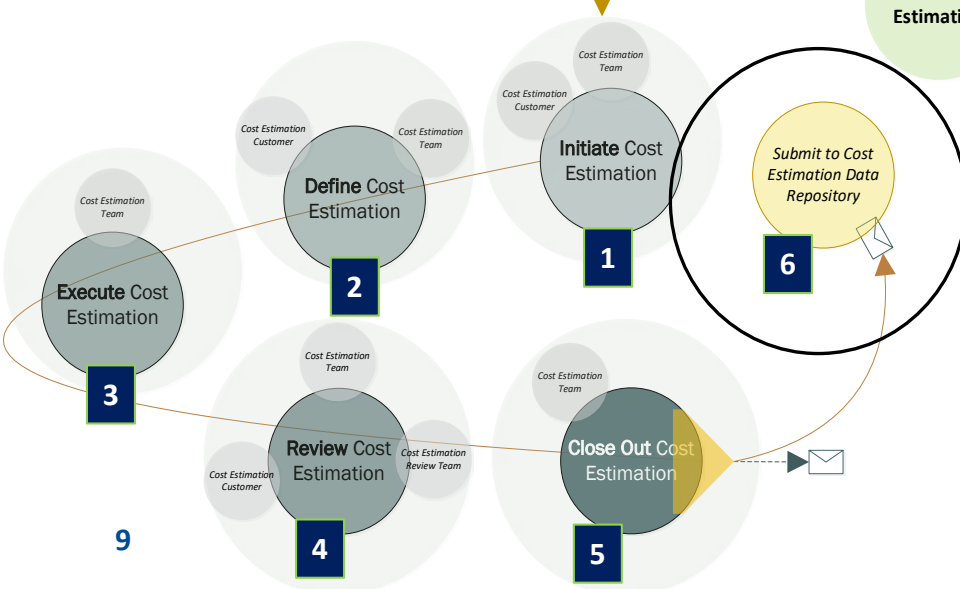 Estimati
Cost Estimation
Team
Cost Estimation
Customer
Initiate Cost
Estimation
1
Cost Estimation
Customer
Cost Estimation
Team
Define Cost
Estimation
2
Cost Estimation
Team
Execute Cost
Estimation
3
Cost Estimation
Team
Review Cost
Estimation
Cost Estimation
Customer
Cost Estimation
Review Team
4
Cost Estimation
Team
Close Out Cost
Estimation
5
Submit to Cost
Estimation Data
Repository
6
9